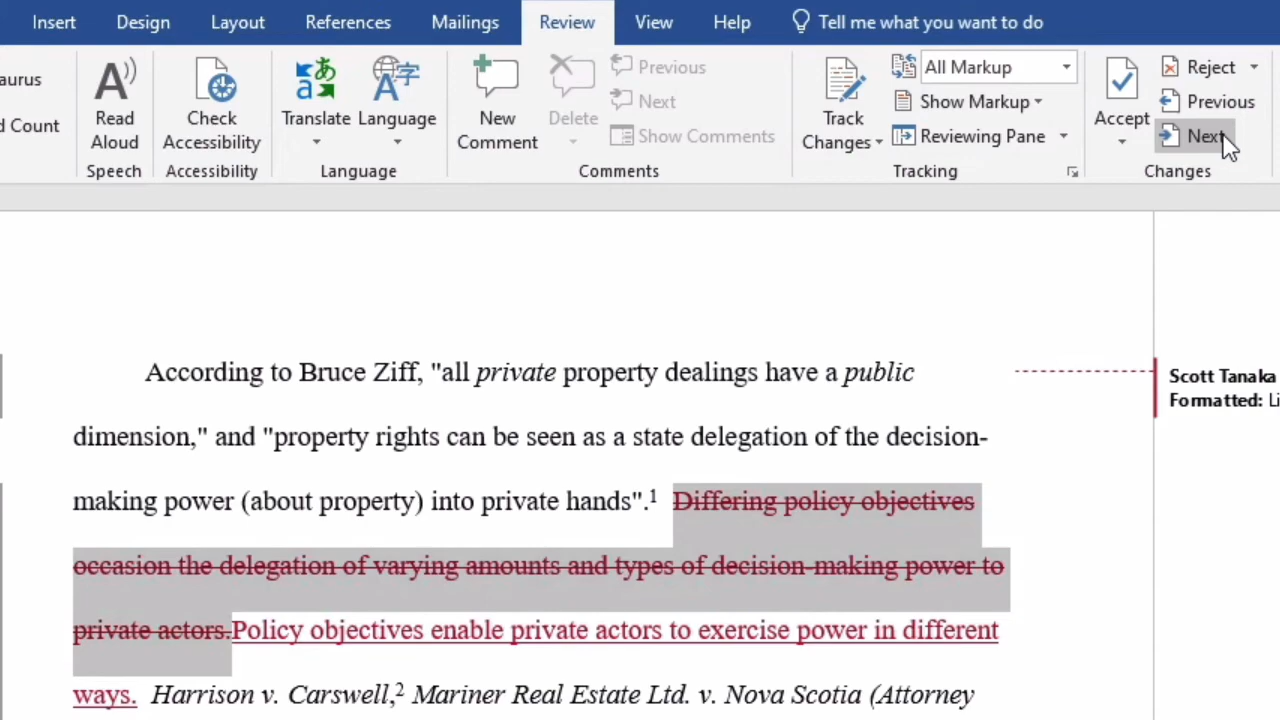 Insert Design Layout References Mailings Review View Help Tell me what you want to do
aurus
d Count
Read Aloud
Speech
Check Accessibility
Accessibility
Translate
Language
Language
New Comment
Delete
Previous
Next
Show Comments
Comments
Track Changes
All Markup
Show Markup
Reviewing Pane
Tracking
Accept
Reject
Previous
Next
Changes
According to Bruce Ziff, "all private property dealings have a public
dimension," and "property rights can be seen as a state delegation of the decision-
making power (about property) into private hands".1 Differing policy objectives
occasion the delegation of varying amounts and types of decision-making power to
private actors.Policy objectives enable private actors to exercise power in different
ways. Harrison v. Carswell,2 Mariner Real Estate Ltd. v. Nova Scotia (Attorney
Scott Tanaka
Formatted: Li